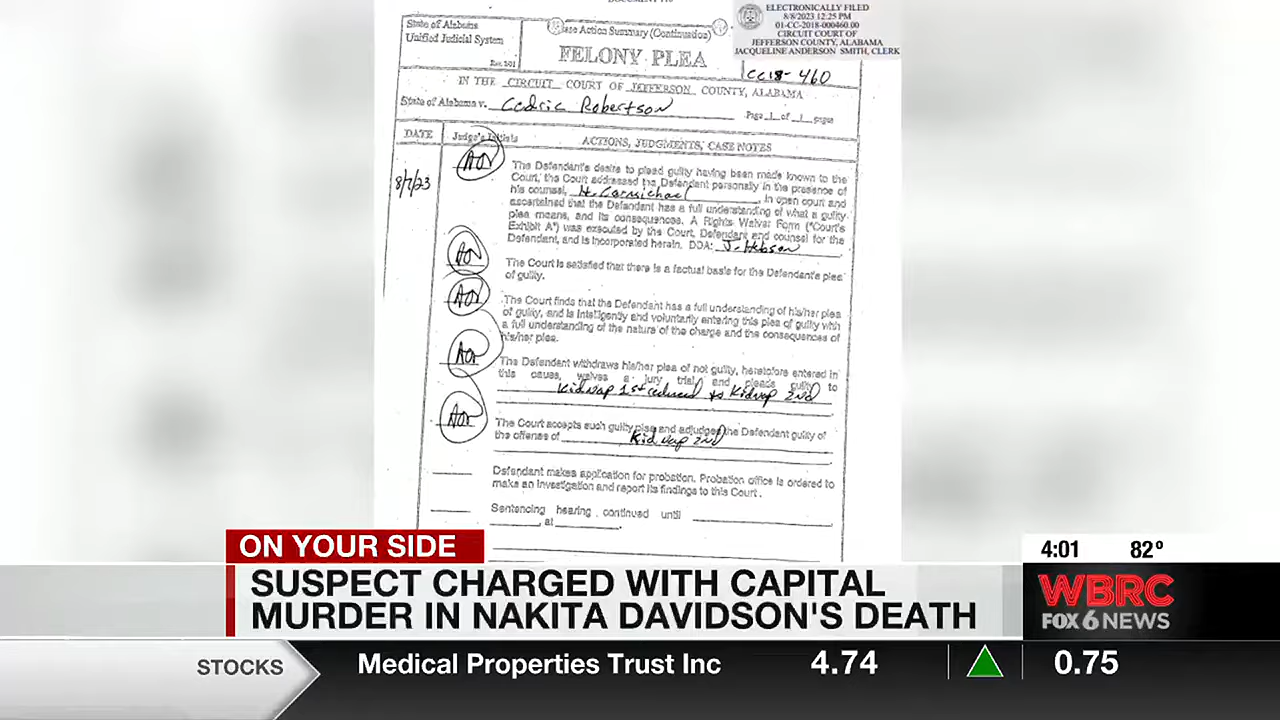 ELECTRONICALLY FILED
8/8/2023 12:25 PM
01-CC-2018-000460.00
CIRCUIT COURT OF
JEFFERSON COUNTY, ALABAMA
JACQUELINE ANDERSON SMITH, CLERK
State of Alabama
Unified Judicial System
Case Action Summary (Continuation)
FELONY PLEA
CC18-460
IN THE CIRCUIT COURT OF JEFFERSON COUNTY, ALABAMA
State of Alabama v. Cedric Robertson
Page 1 of 1 pages
DATE
Judge's Initials
ACTIONS, JUDGMENTS, CASE NOTES
8/7/23
The Defendant's desire to plead guilty having been made known to the
Court, the Court addressed the Defendant personally in the presence of
his counsel, H. Carmichael, in open court and
ascertained that the Defendant has a full understanding of what a guilty
plea means, and its consequences. A Rights Waiver Form ("Court's
Exhibit A") was executed by the Court, Defendant and counsel for the
Defendant, and is incorporated herein. DDA:
The Court is satisfied that there is a factual basis for the Defendant's plea
of guilty.
The Court finds that the Defendant has a full understanding of his/her plea
of guilty, and is intelligently and voluntarily entering this plea of guilty with
a full understanding of the nature of the charge and the consequences of
his/her plea.
The Defendant withdraws his/her plea of not guilty, heretofore entered in
this cause, waives a jury trial and pleads guilty to
Kidnap 1st reduced to Kidnap 2nd
The Court accepts such guilty plea and adjudges the Defendant guilty of
the offense of Kidnap 2nd
Defendant makes application for probation. Probation office is ordered to
make an investigation and report its findings to this Court.
Sentencing hearing continued until
at
ON YOUR SIDE
SUSPECT CHARGED WITH CAPITAL
MURDER IN NAKITA DAVIDSON'S DEATH
4:01 82°
WBRC
FOX 6 NEWS
STOCKS Medical Properties Trust Inc 4.74 0.75